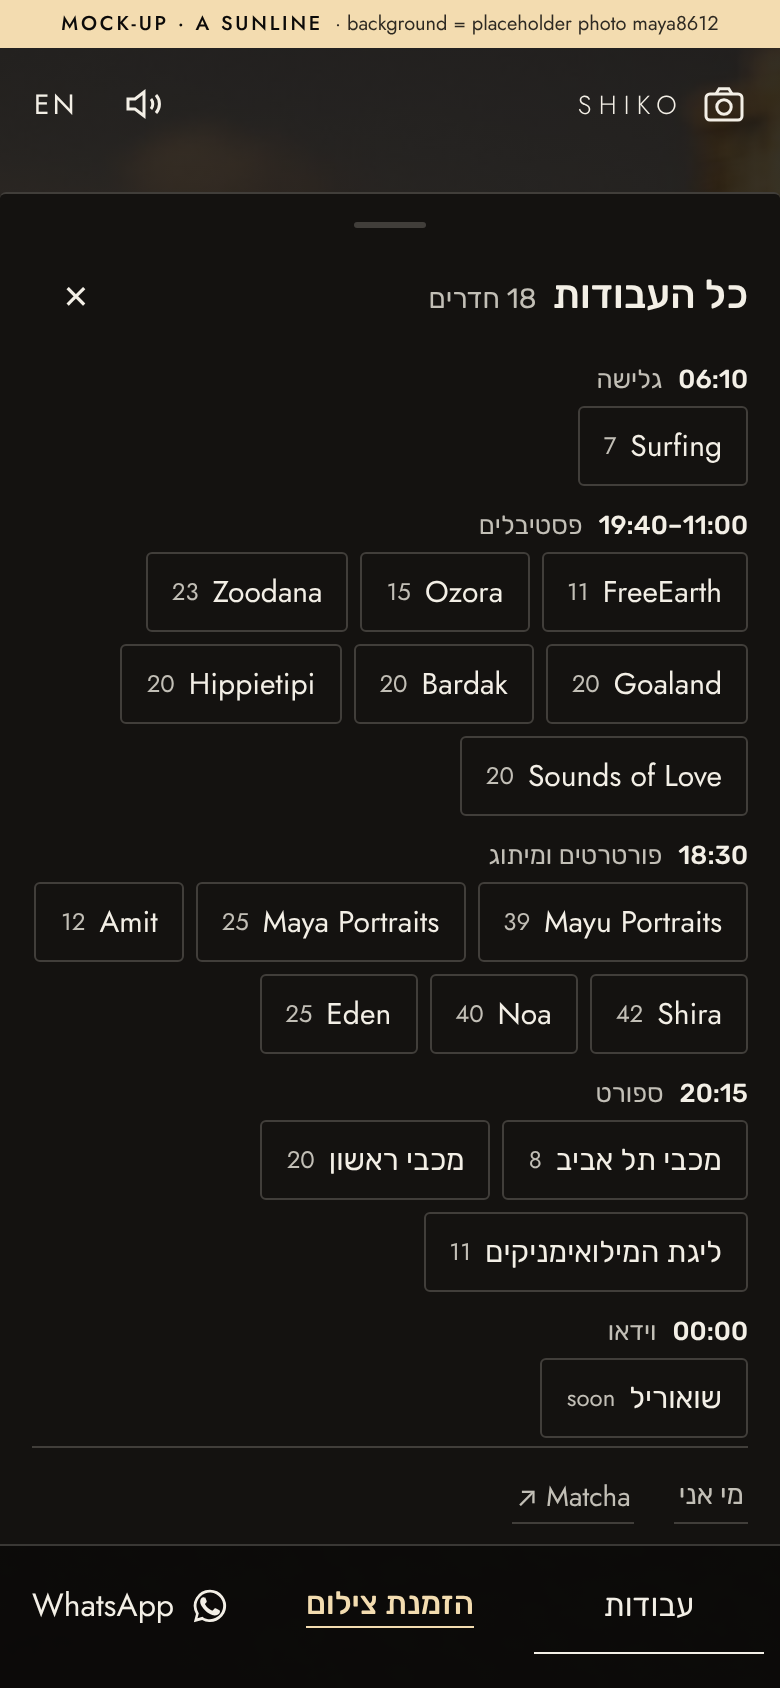 MOCK-UP · A SUNLINE · background = placeholder photo maya8612
EN SHIKO
כל העבודות 18 חדרים ✕
06:10 גלישה
Surfing 7
11:00–19:40 פסטיבלים
FreeEarth 11 Ozora 15 Zoodana 23
Goaland 20 Bardak 20 Hippietipi 20
Sounds of Love 20
18:30 פורטרטים ומיתוג
Mayu Portraits 39 Maya Portraits 25 Amit 12
Shira 42 Noa 40 Eden 25
20:15 ספורט
מכבי תל אביב 8 מכבי ראשון 20
ליגת המילואימניקים 11
00:00 וידאו
שואוריל soon
מי אני Matcha ↗
עבודות הזמנת צילום WhatsApp